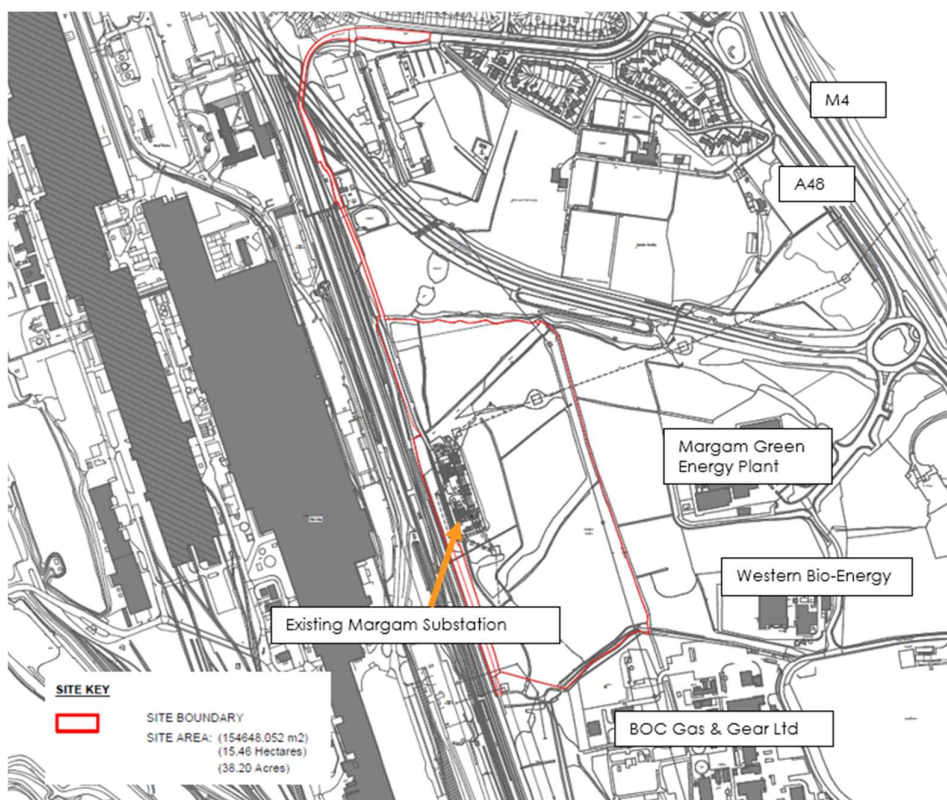 M4
A48
Margam Green
Energy Plant
Western Bio-Energy
Existing Margam Substation
BOC Gas & Gear Ltd
SITE KEY
SITE BOUNDARY
SITE AREA: (154648.052 m2)
(15.46 Hectares)
(38.20 Acres)